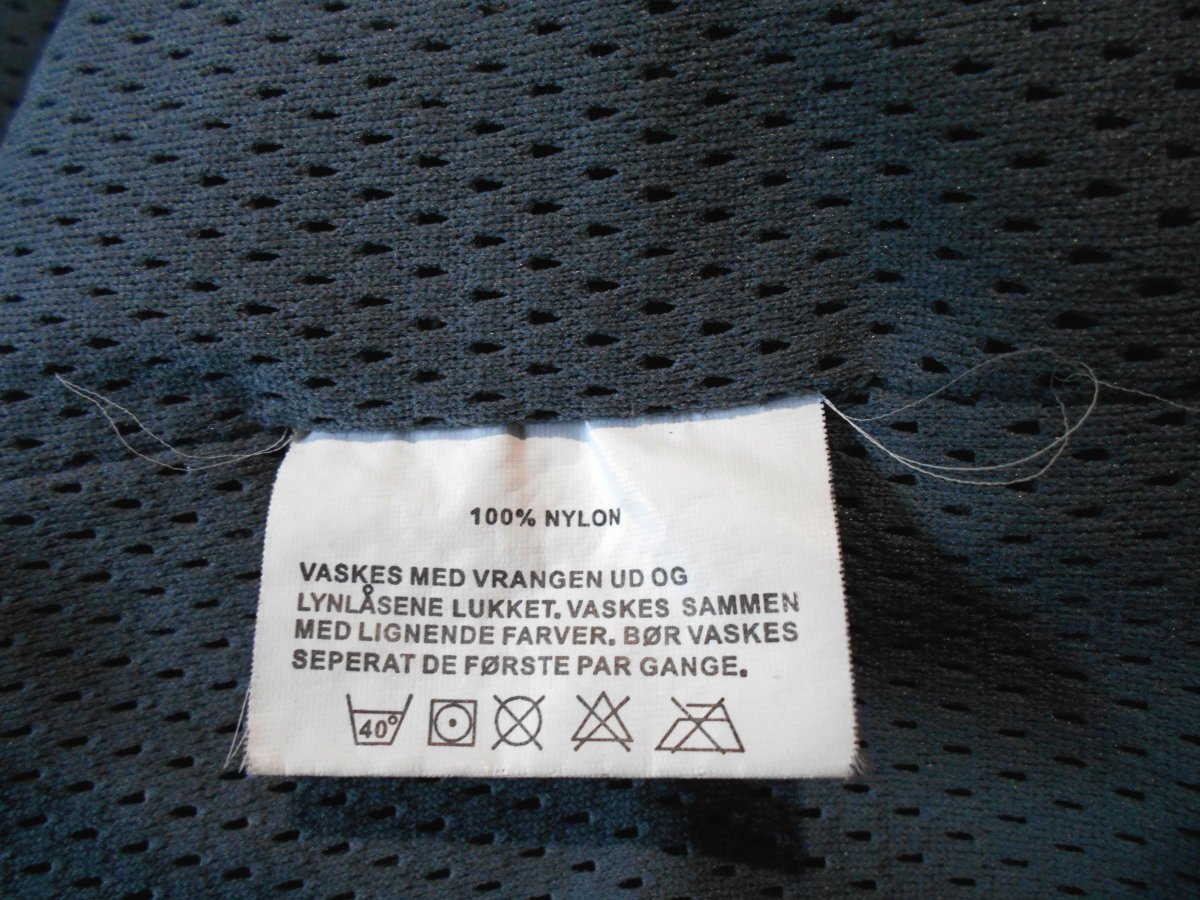 100% NYLON
VASKES MED VRANGEN UD OG
LYNLÅSENE LUKKET. VASKES SAMMEN
MED LIGNENDE FARVER. BØR VASKES
SEPERAT DE FØRSTE PAR GANGE.
40°